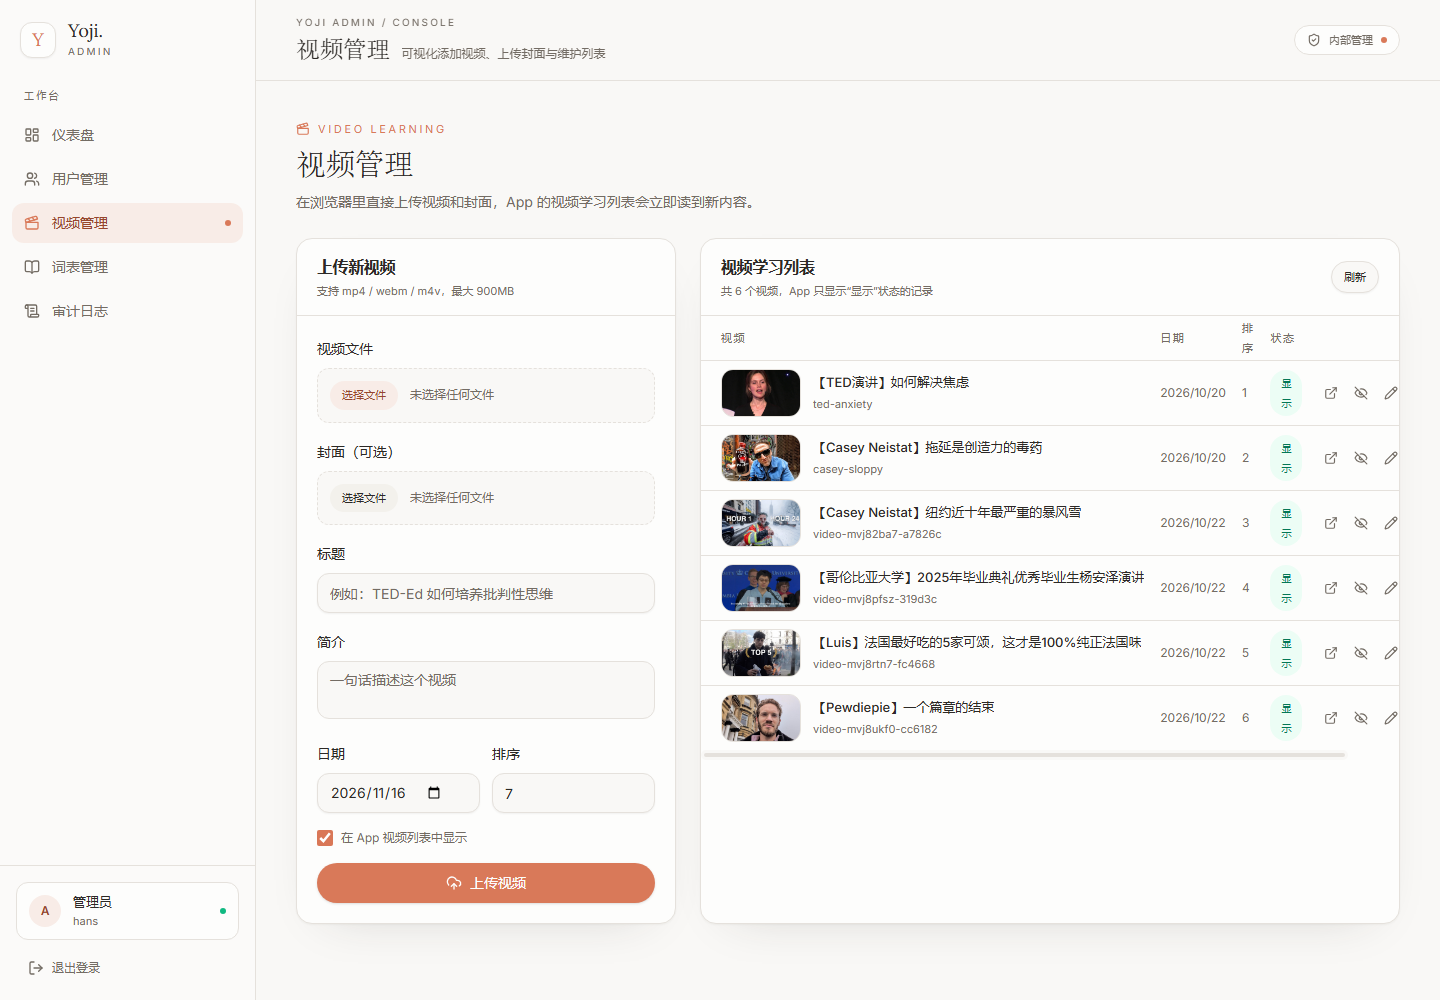 Y
Yoji.
ADMIN
工作台
仪表盘
用户管理
视频管理
词表管理
审计日志
A
管理员
hans
退出登录
YOJI ADMIN / CONSOLE
视频管理
可视化添加视频、上传封面与维护列表
内部管理
VIDEO LEARNING
视频管理
在浏览器里直接上传视频和封面，App 的视频学习列表会立即读到新内容。
上传新视频
支持 mp4 / webm / m4v，最大 900MB
视频文件
选择文件 未选择任何文件
封面（可选）
选择文件 未选择任何文件
标题
例如：TED-Ed 如何培养批判性思维
简介
一句话描述这个视频
日期 排序
2026/11/16 7
在 App 视频列表中显示
上传视频
视频学习列表
共 6 个视频，App 只显示“显示”状态的记录
刷新
视频 日期 排序 状态
【TED演讲】如何解决焦虑
ted-anxiety
2026/10/20 1 显示
【Casey Neistat】拖延是创造力的毒药
casey-sloppy
2026/10/20 2 显示
HOUR 1
【Casey Neistat】纽约近十年最严重的暴风雪
video-mvj82ba7-a7826c
2026/10/22 3 显示
【哥伦比亚大学】2025年毕业典礼优秀毕业生杨安泽演讲
video-mvj8pfsz-319d3c
2026/10/22 4 显示
TOP 5
【Luis】法国最好吃的5家可颂，这才是100%纯正法国味
video-mvj8rtn7-fc4668
2026/10/22 5 显示
【Pewdiepie】一个篇章的结束
video-mvj8ukf0-cc6182
2026/10/22 6 显示